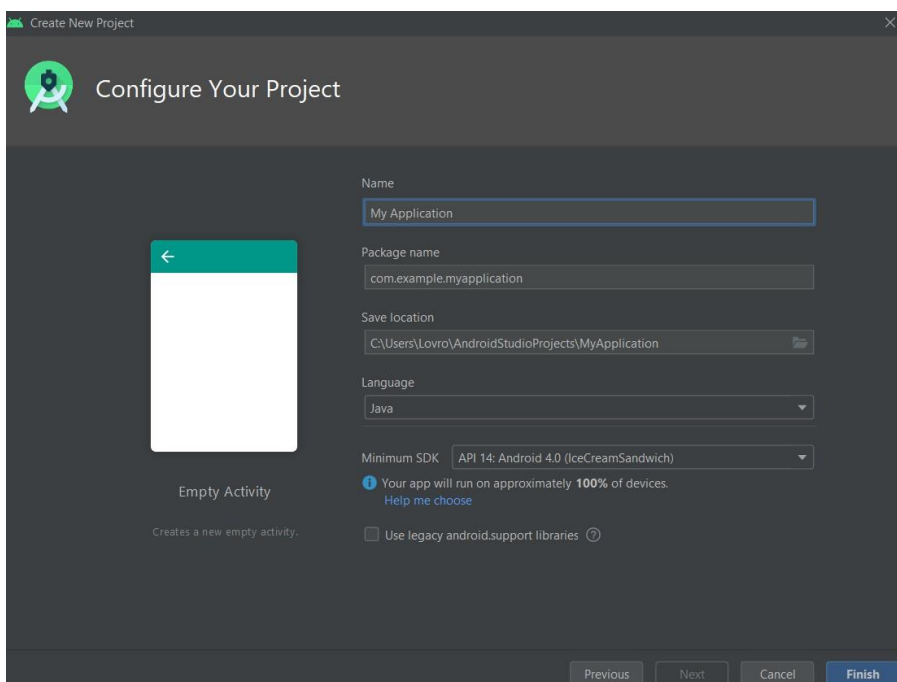 Create New Project
Configure Your Project
Name
My Application
Package name
com.example.myapplication
Save location
C:\Users\Lovro\AndroidStudioProjects\MyApplication
Language
Java
Minimum SDK API 14: Android 4.0 (IceCreamSandwich)
Your app will run on approximately 100% of devices.
Help me choose
Use legacy android.support libraries ?
Empty Activity
Creates a new empty activity.
Previous Next Cancel Finish